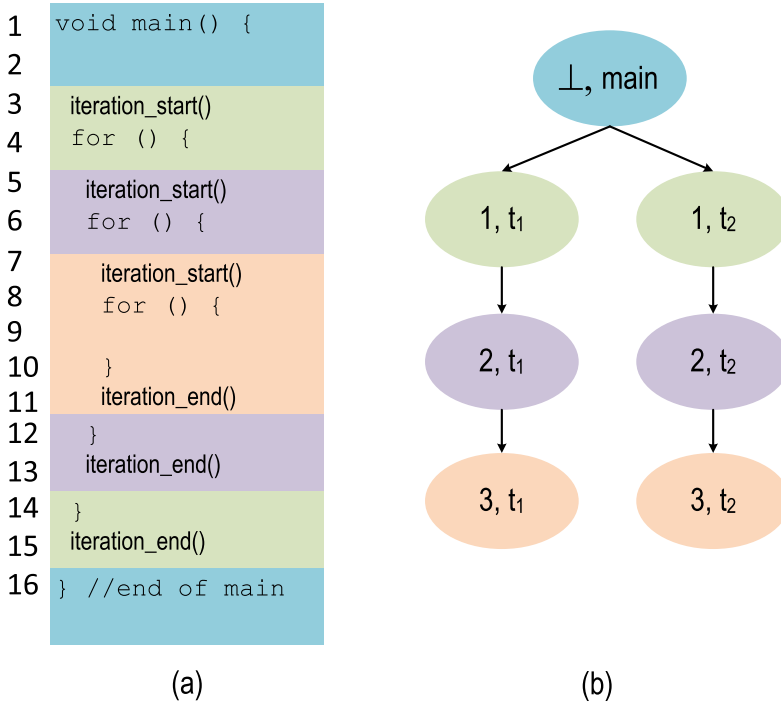 1 void main() {
2
3 iteration_start()
4 for () {
5 iteration_start()
6 for () {
7 iteration_start()
8 for () {
9
10 }
11 iteration_end()
12 }
13 iteration_end()
14 }
15 iteration_end()
16 } //end of main
(a)
⊥, main
1, t₁ 1, t₂
2, t₁ 2, t₂
3, t₁ 3, t₂
(b)